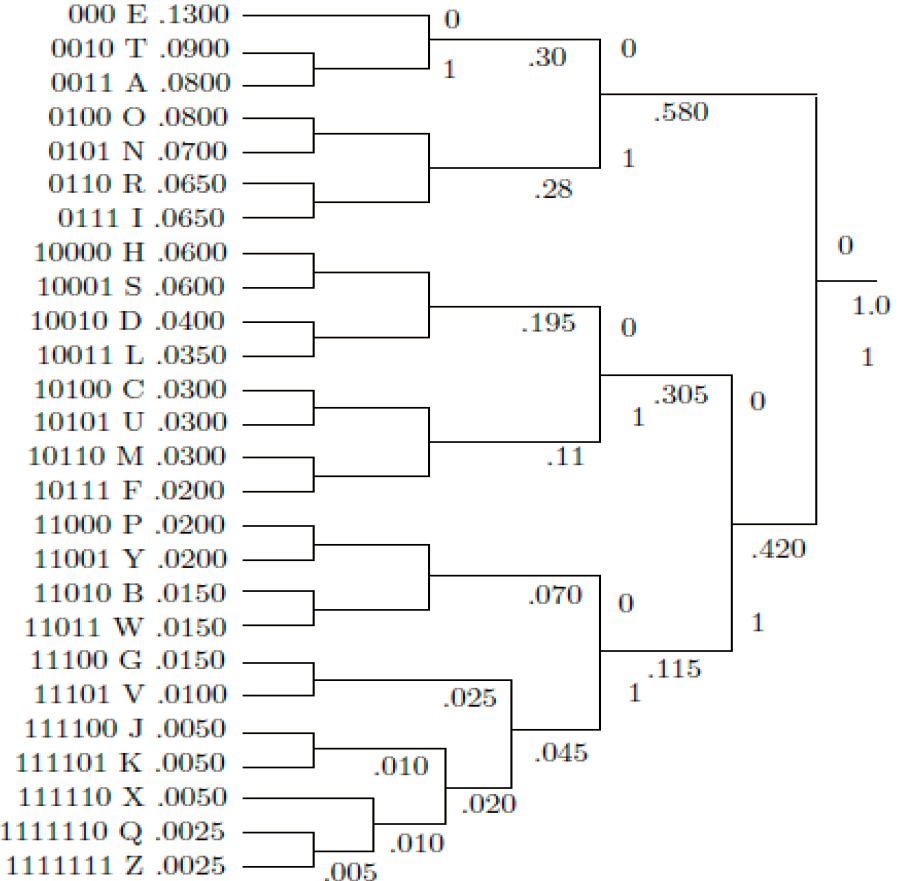 000 E .1300
0
0010 T .0900
.30
0
1
0011 A .0800
.580
0100 O .0800
0101 N .0700
1
0110 R .0650
.28
0111 I .0650
0
10000 H .0600
10001 S .0600
1.0
10010 D .0400
.195
0
10011 L .0350
1
10100 C .0300
.305
0
10101 U .0300
1
10110 M .0300
.11
10111 F .0200
11000 P .0200
11001 Y .0200
.420
11010 B .0150
.070
0
11011 W .0150
1
11100 G .0150
.115
11101 V .0100
.025
1
111100 J .0050
.045
111101 K .0050
.010
111110 X .0050
.020
1111110 Q .0025
.010
1111111 Z .0025
.005